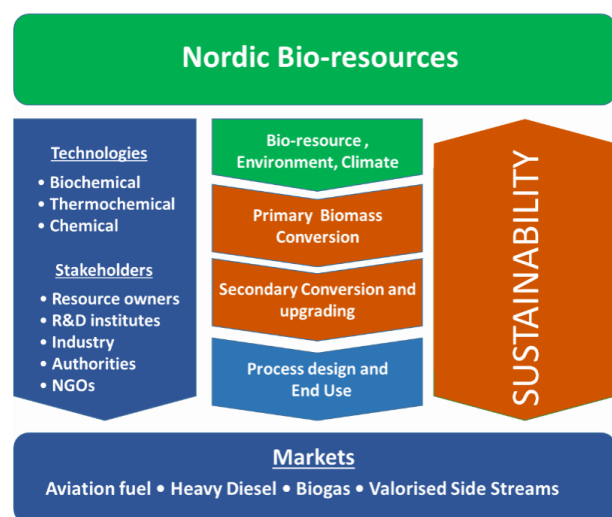 Nordic Bio-resources
Technologies
• Biochemical
• Thermochemical
• Chemical
Stakeholders
• Resource owners
• R&D institutes
• Industry
• Authorities
• NGOs
Bio-resource ,
Environment, Climate
Primary Biomass
Conversion
Secondary Conversion and
upgrading
Process design and
End Use
SUSTAINABILITY
Markets
Aviation fuel • Heavy Diesel • Biogas • Valorised Side Streams